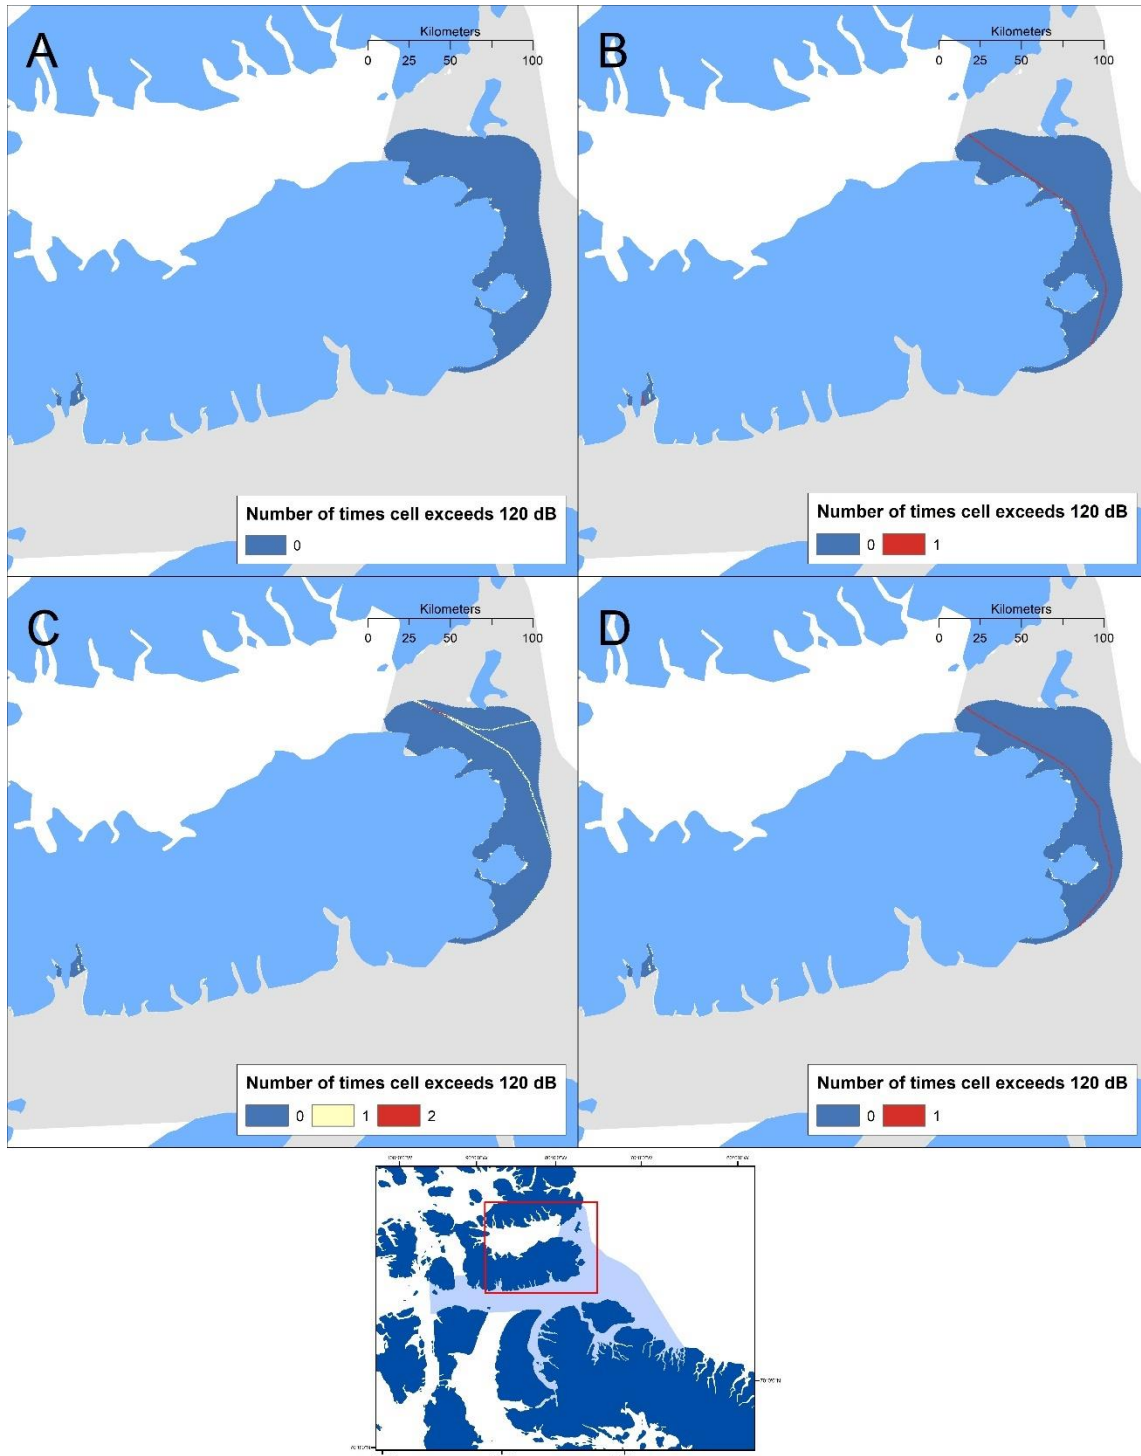 A
Kilometers
0 25 50 100
Number of times cell exceeds 120 dB
0
B
Kilometers
0 25 50 100
Number of times cell exceeds 120 dB
0 1
C
Kilometers
0 25 50 100
Number of times cell exceeds 120 dB
0 1 2
D
Kilometers
0 25 50 100
Number of times cell exceeds 120 dB
0 1